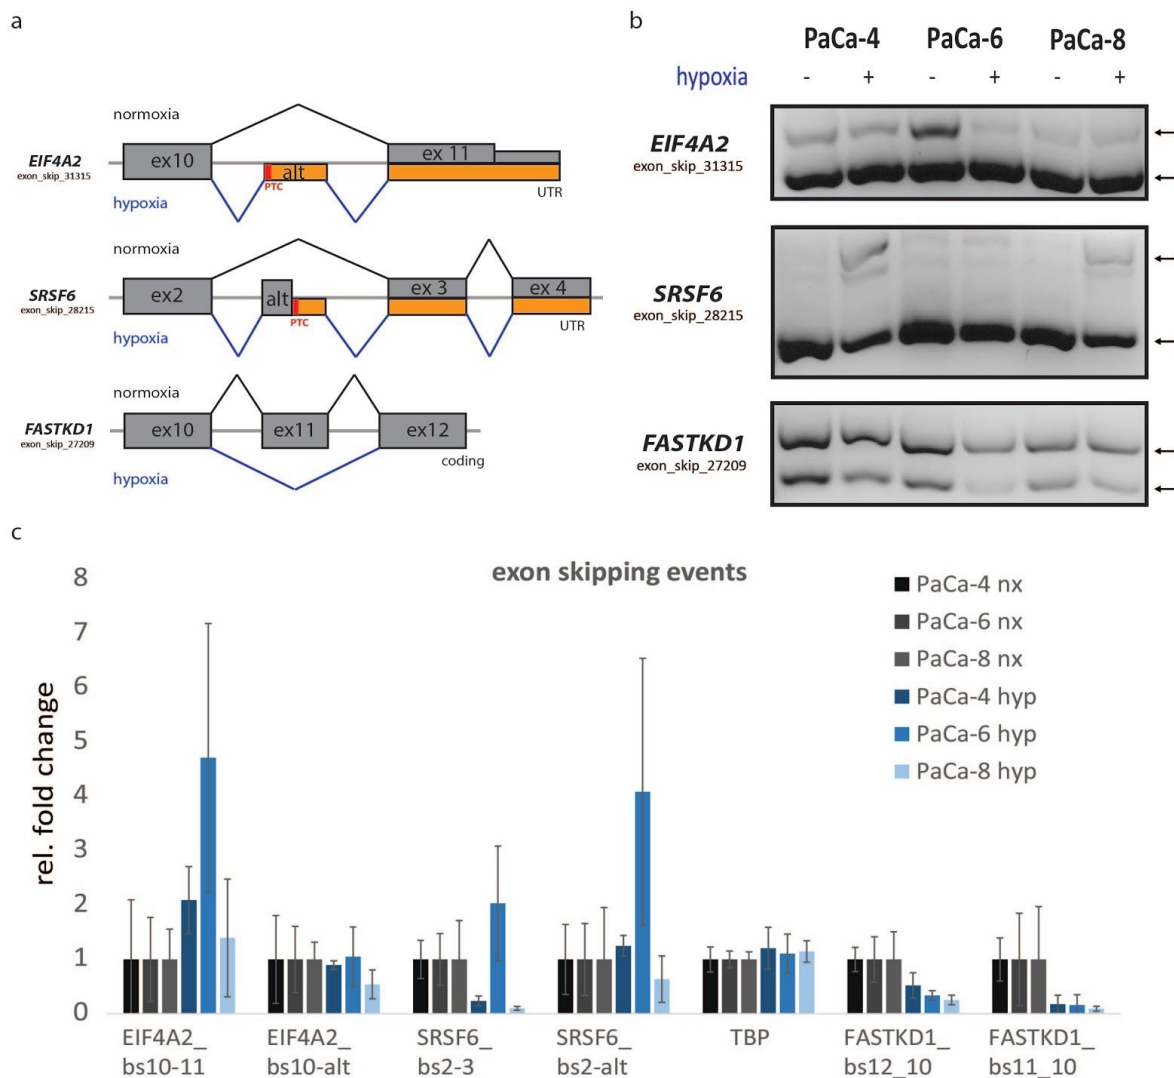 a
normoxia
EIF4A2
exon_skip_31315
ex10
alt
PTC
ex 11
UTR
hypoxia
normoxia
SRSF6
exon_skip_28215
ex2
alt
PTC
ex 3
ex 4
UTR
hypoxia
normoxia
FASTKD1
exon_skip_27209
ex10
ex11
ex12
coding
hypoxia
b
PaCa-4 PaCa-6 PaCa-8
hypoxia - + - + - +
EIF4A2
exon_skip_31315
SRSF6
exon_skip_28215
FASTKD1
exon_skip_27209
c
exon skipping events
rel. fold change
8
7
6
5
4
3
2
1
0
PaCa-4 nx
PaCa-6 nx
PaCa-8 nx
PaCa-4 hyp
PaCa-6 hyp
PaCa-8 hyp
EIF4A2_
bs10-11
EIF4A2_
bs10-alt
SRSF6_
bs2-3
SRSF6_
bs2-alt
TBP
FASTKD1_
bs12_10
FASTKD1_
bs11_10